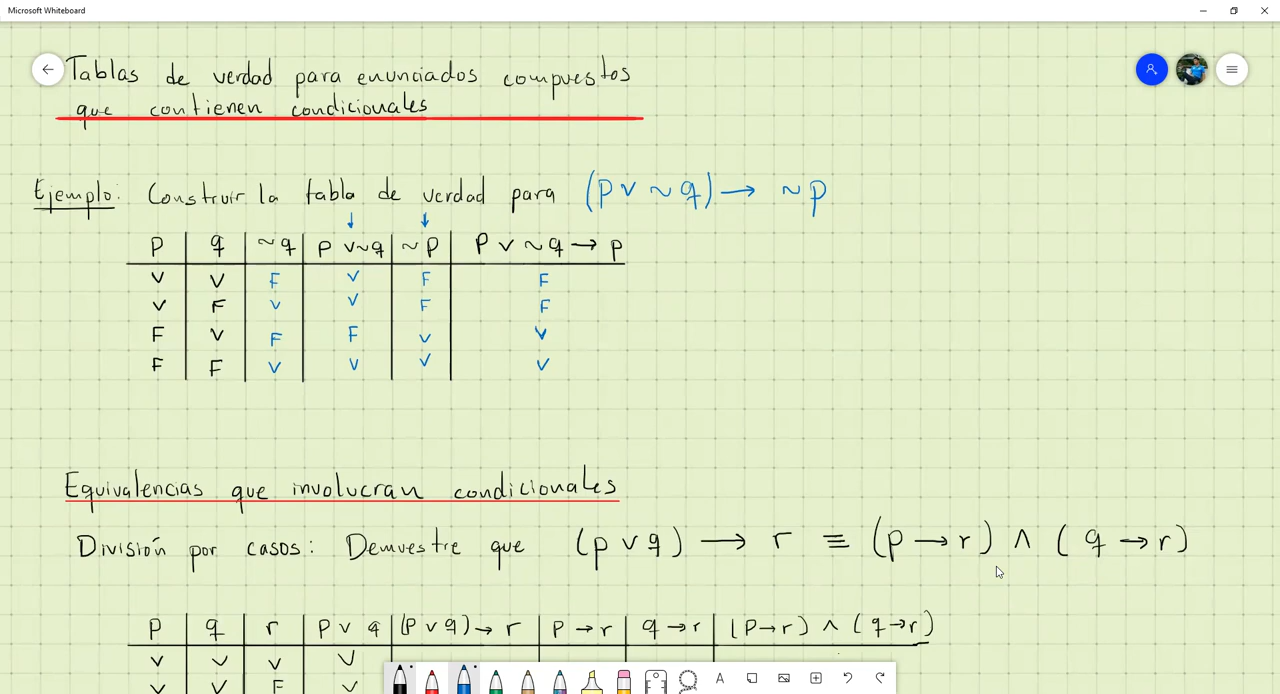 Microsoft Whiteboard
Tablas de verdad para enunciados compuestos
que contienen condicionales
Ejemplo: Construir la tabla de verdad para (p ∨ ~q) → ~p
p q ~q p ∨ ~q ~p p ∨ ~q → p
V V F V F F
V F V V F F
F V F F V V
F F V V V V
Equivalencias que involucran condicionales
División por casos: Demuestre que (p ∨ q) → r ≡ (p → r) ∧ (q → r)
p q r p ∨ q (p ∨ q) → r p → r q → r (p → r) ∧ (q → r)
V V V V
V V F V